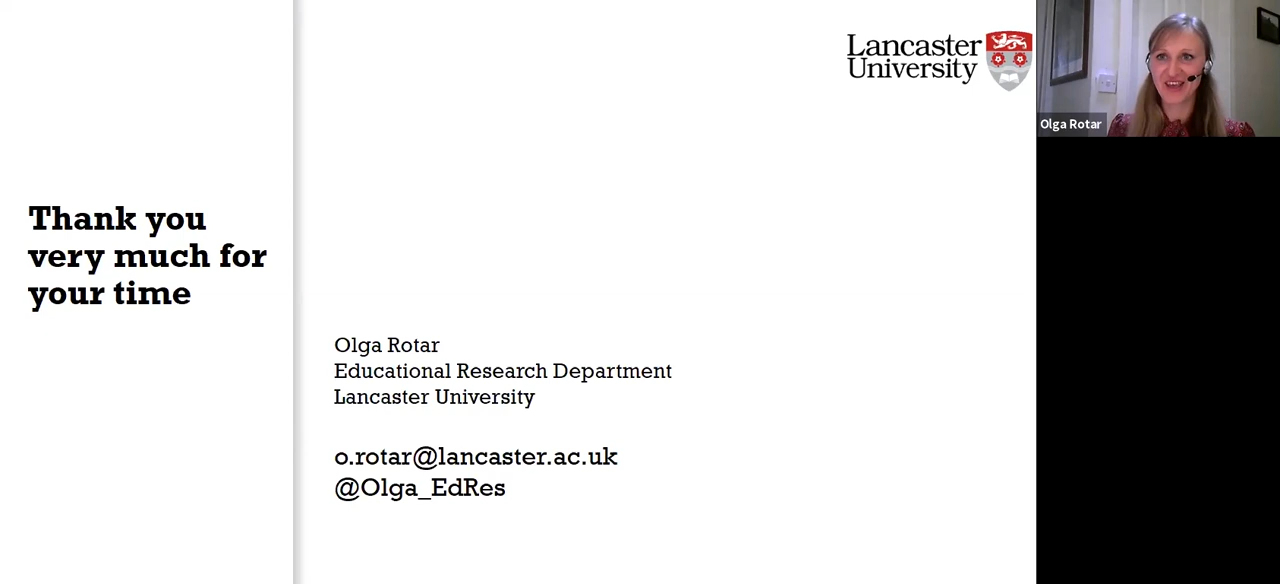 Lancaster
University
Olga Rotar
Thank you
very much for
your time
Olga Rotar
Educational Research Department
Lancaster University
o.rotar@lancaster.ac.uk
@Olga_EdRes